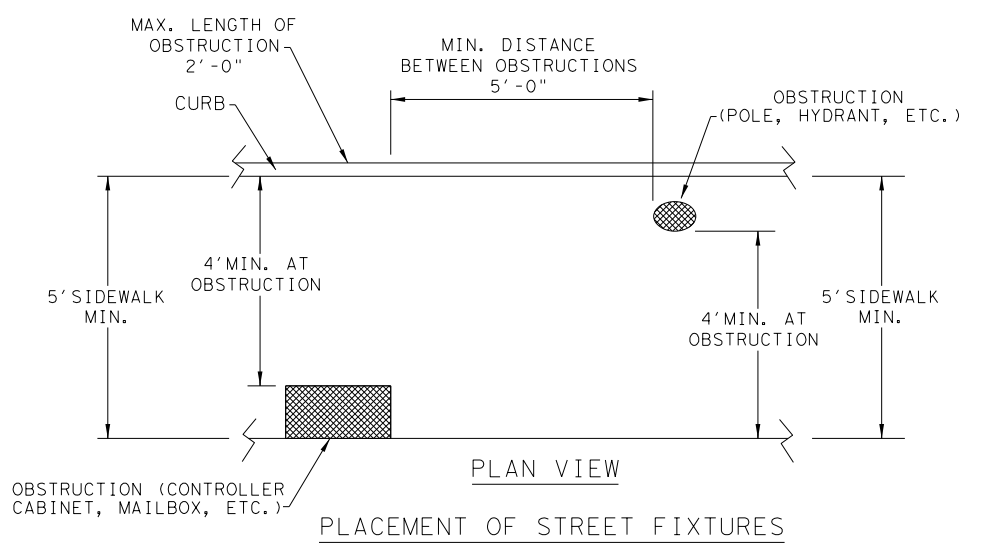 MAX. LENGTH OF
OBSTRUCTION
2'-0"
CURB
MIN. DISTANCE
BETWEEN OBSTRUCTIONS
5'-0"
OBSTRUCTION
(POLE, HYDRANT, ETC.)
5' SIDEWALK
MIN.
4' MIN. AT
OBSTRUCTION
4' MIN. AT
OBSTRUCTION
5' SIDEWALK
MIN.
OBSTRUCTION (CONTROLLER
CABINET, MAILBOX, ETC.)
PLAN VIEW
PLACEMENT OF STREET FIXTURES